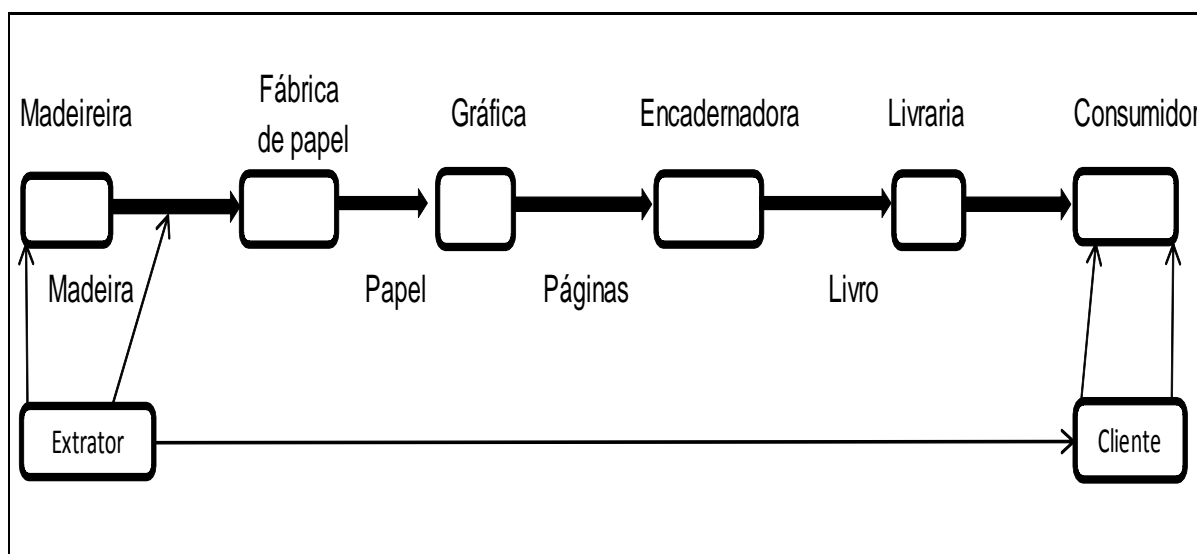 Madeireira
Fábrica
de papel
Gráfica
Encadernadora
Livraria
Consumidor
Madeira
Papel
Páginas
Livro
Extrator
Cliente